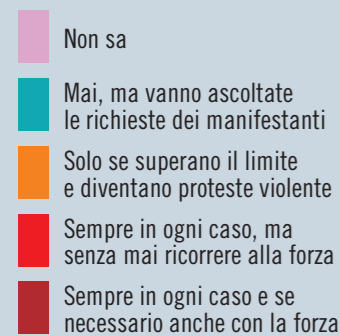 Non sa
Mai, ma vanno ascoltate
le richieste dei manifestanti
Solo se superano il limite
e diventano proteste violente
Sempre in ogni caso, ma
senza mai ricorrere alla forza
Sempre in ogni caso e se
necessario anche con la forza